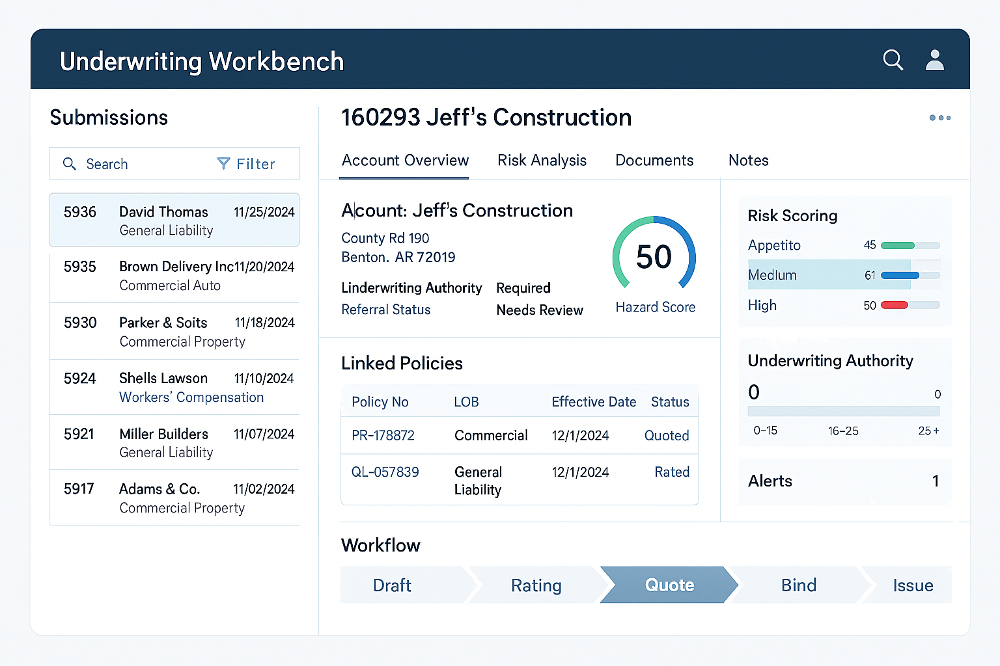 Underwriting Workbench
Submissions
Search
Filter
5936 David Thomas 11/25/2024
General Liability
5935 Brown Delivery Inc11/20/2024
Commercial Auto
5930 Parker & Soits 11/18/2024
Commercial Property
5924 Shells Lawson 11/10/2024
Workers' Compensation
5921 Miller Builders 11/07/2024
General Liability
5917 Adams & Co. 11/02/2024
Commercial Property
160293 Jeff's Construction
Account Overview Risk Analysis Documents Notes
Acount: Jeff's Construction
County Rd 190
Benton. AR 72019
Linderwriting Authority Required
Referral Status Needs Review
50
Hazard Score
Linked Policies
Policy No LOB Effective Date Status
PR-178872 Commercial 12/1/2024 Quoted
QL-057839 General 12/1/2024 Rated
Liability
Risk Scoring
Appetito 45
Medlum 61
High 50
Underwriting Authority
0 0
0-15 16-25 25+
Alerts 1
Workflow
Draft Rating Quote Bind Issue